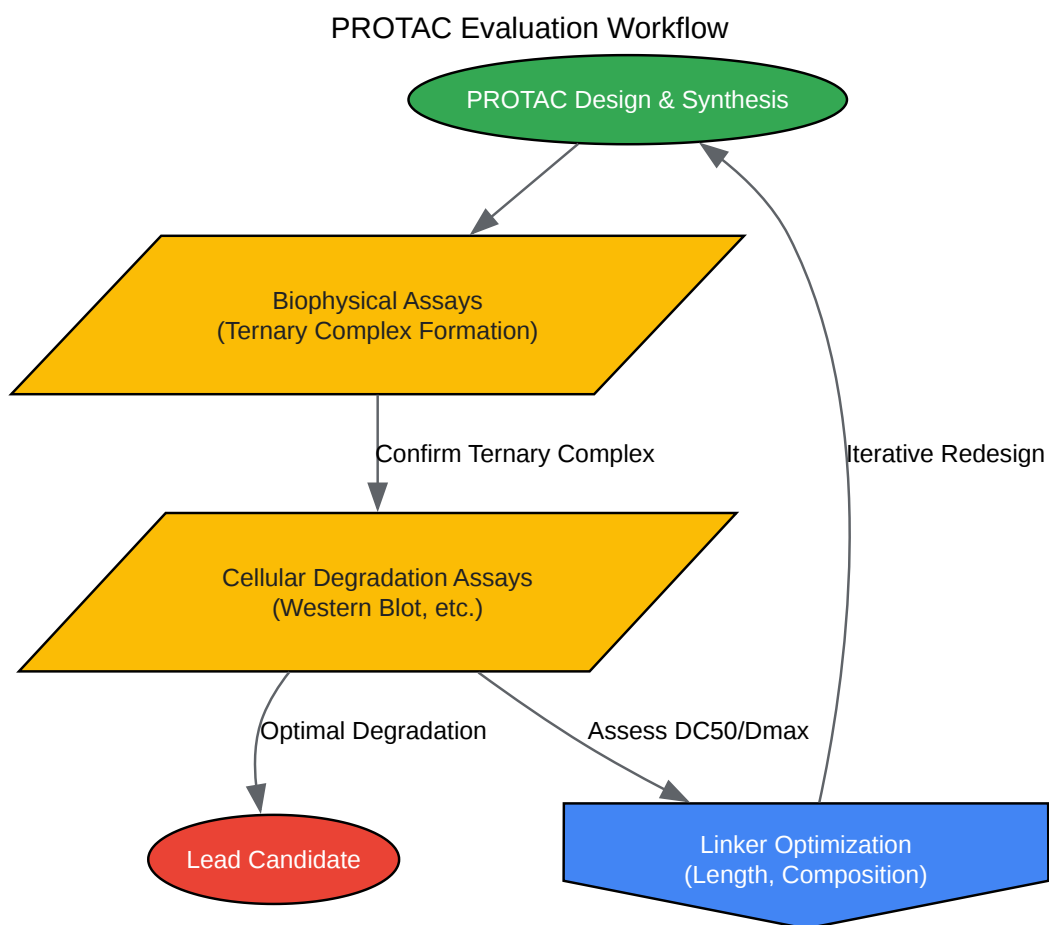 PROTAC Evaluation Workflow
PROTAC Design & Synthesis
Biophysical Assays
(Ternary Complex Formation)
Confirm Ternary Complex
Iterative Redesign
Cellular Degradation Assays
(Western Blot, etc.)
Optimal Degradation
Assess DC50/Dmax
Lead Candidate
Linker Optimization
(Length, Composition)